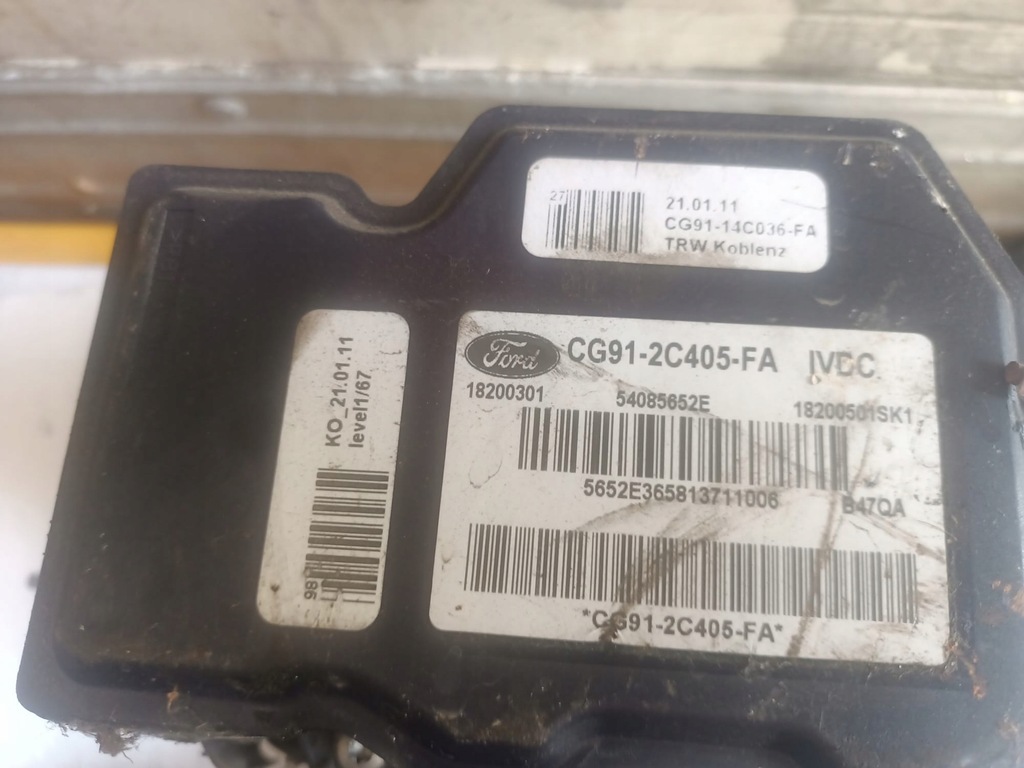 27
21.01.11
CG91-14C036-FA
TRW Koblenz
KO_21.01.11
level1/67
Ford CG91-2C405-FA IVDC
18200301 54085652E 18200501SK1
5652E365813711006 B47QA
*CG91-2C405-FA*